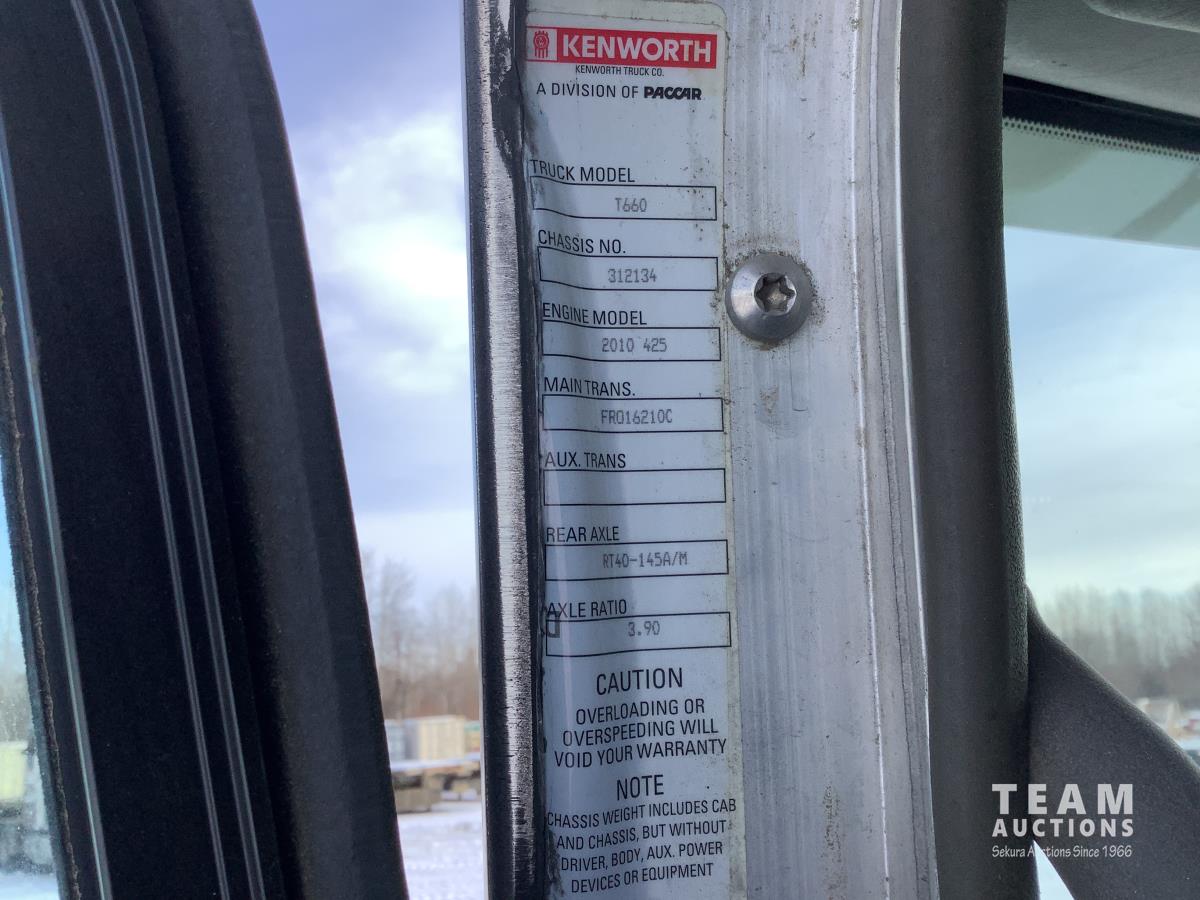 KENWORTH
KENWORTH TRUCK CO.
A DIVISION OF PACCAR
TRUCK MODEL
T660
CHASSIS NO.
312134
ENGINE MODEL
2010 425
MAIN TRANS.
FRO16210C
AUX. TRANS
REAR AXLE
RT40-145A/M
AXLE RATIO
3.90
CAUTION
OVERLOADING OR
OVERSPEEDING WILL
VOID YOUR WARRANTY
NOTE
CHASSIS WEIGHT INCLUDES CAB
AND CHASSIS, BUT WITHOUT
DRIVER, BODY, AUX. POWER
DEVICES OR EQUIPMENT
TEAM
AUCTIONS
Sekura Auctions Since 1966